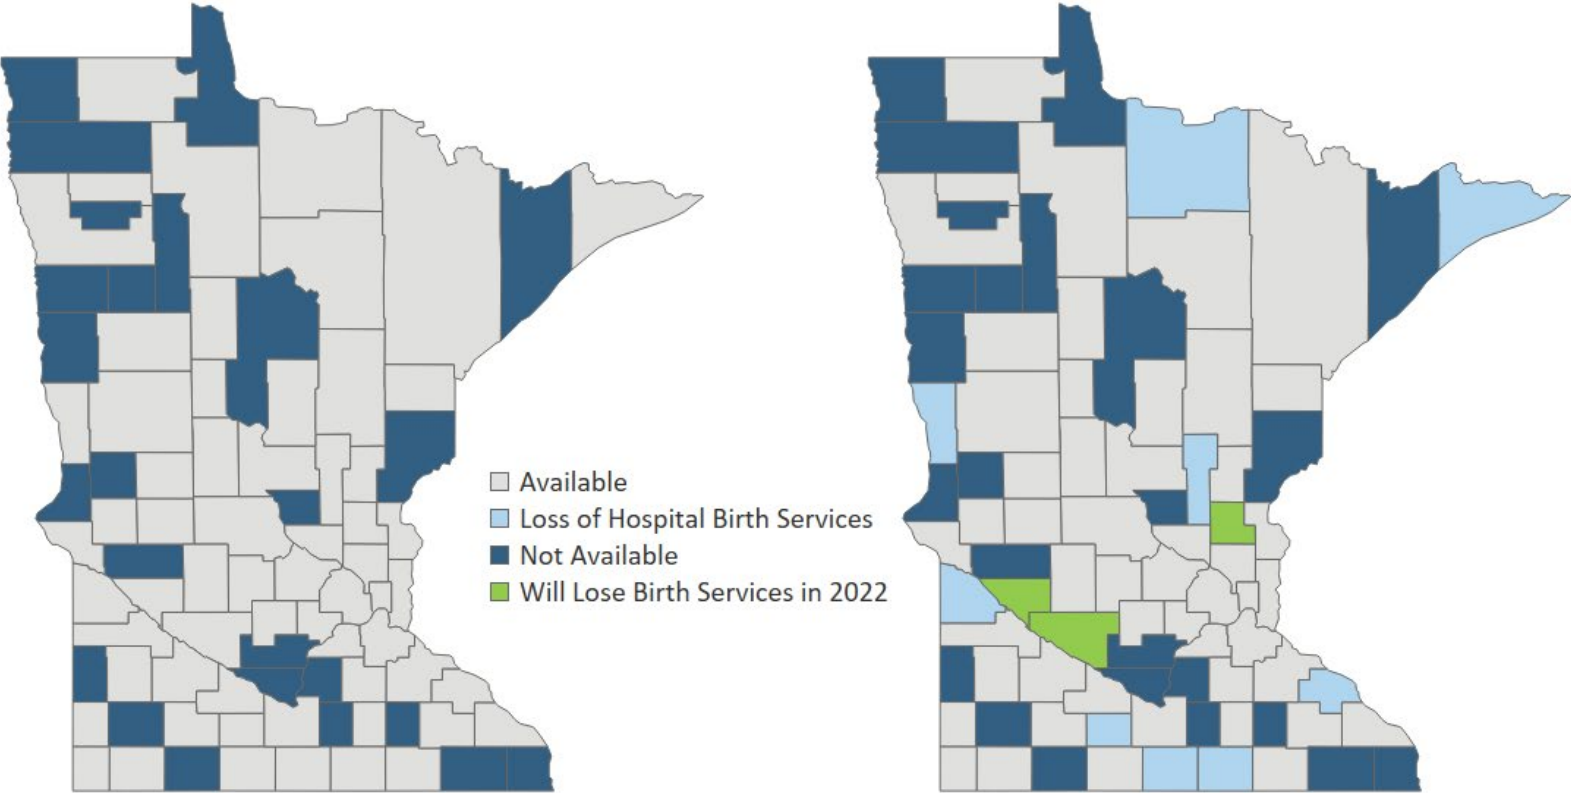 Available
Loss of Hospital Birth Services
Not Available
Will Lose Birth Services in 2022